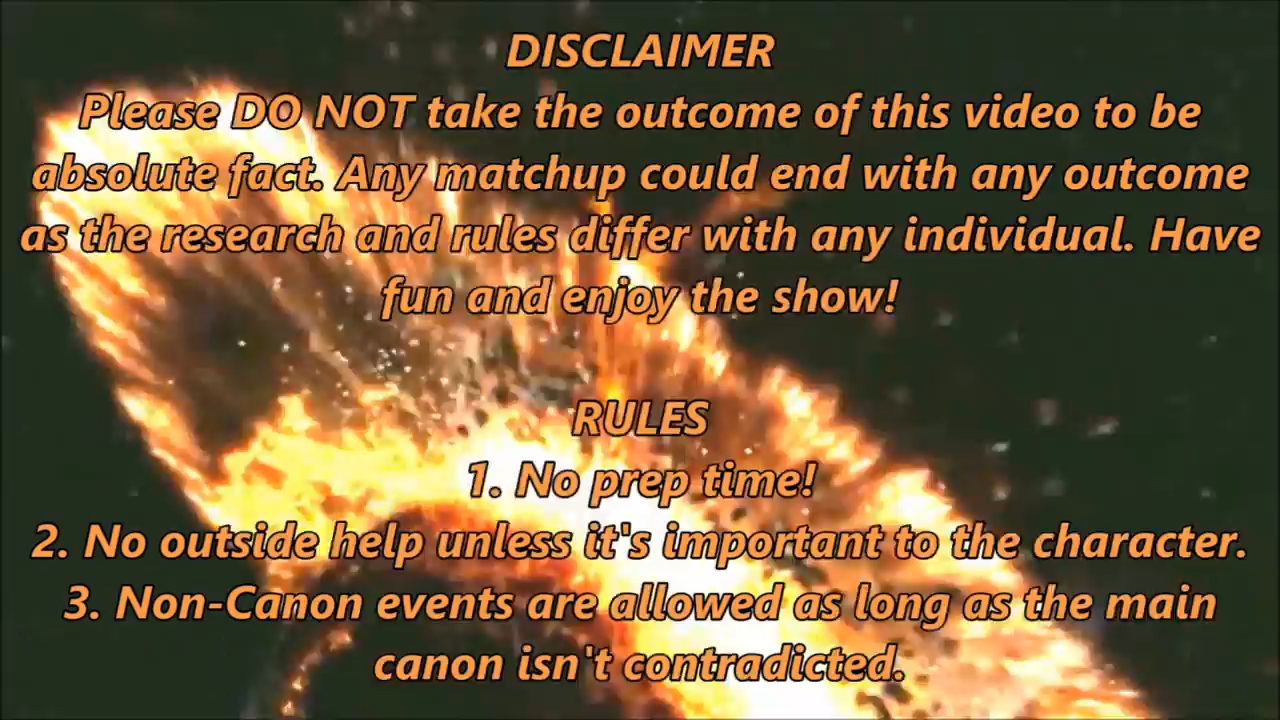 DISCLAIMER
Please DO NOT take the outcome of this video to be
absolute fact. Any matchup could end with any outcome
as the research and rules differ with any individual. Have
fun and enjoy the show!
RULES
1. No prep time!
2. No outside help unless it's important to the character.
3. Non-Canon events are allowed as long as the main
canon isn't contradicted.